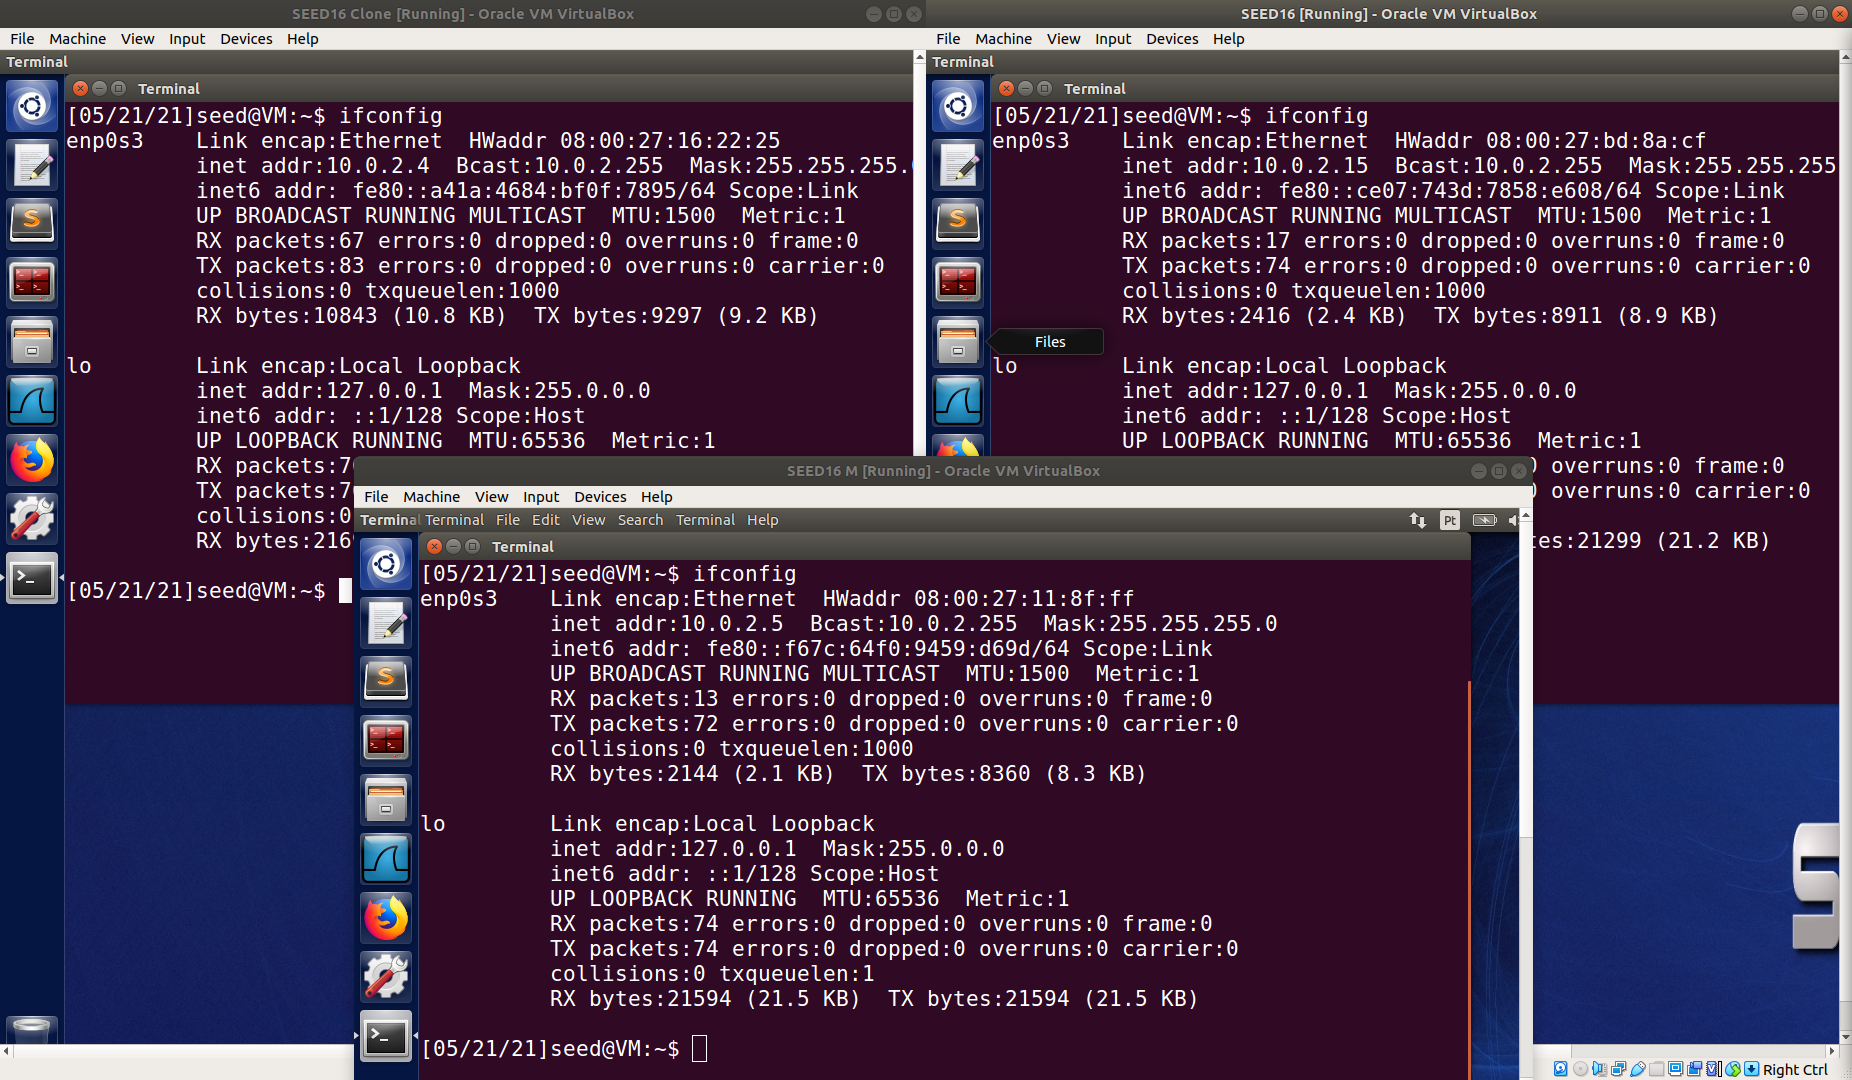 SEED16 Clone [Running] - Oracle VM VirtualBox
File Machine View Input Devices Help
Terminal
Terminal
[05/21/21]seed@VM:~$ ifconfig
enp0s3    Link encap:Ethernet  HWaddr 08:00:27:16:22:25
inet addr:10.0.2.4  Bcast:10.0.2.255  Mask:255.255.255.
inet6 addr: fe80::a41a:4684:bf0f:7895/64 Scope:Link
UP BROADCAST RUNNING MULTICAST  MTU:1500  Metric:1
RX packets:67 errors:0 dropped:0 overruns:0 frame:0
TX packets:83 errors:0 dropped:0 overruns:0 carrier:0
collisions:0 txqueuelen:1000
RX bytes:10843 (10.8 KB)  TX bytes:9297 (9.2 KB)
lo        Link encap:Local Loopback
inet addr:127.0.0.1  Mask:255.0.0.0
inet6 addr: ::1/128 Scope:Host
UP LOOPBACK RUNNING  MTU:65536  Metric:1
RX packets:7
TX packets:7
collisions:0
RX bytes:216
[05/21/21]seed@VM:~$
SEED16 [Running] - Oracle VM VirtualBox
File Machine View Input Devices Help
Terminal
Terminal
[05/21/21]seed@VM:~$ ifconfig
enp0s3    Link encap:Ethernet  HWaddr 08:00:27:bd:8a:cf
inet addr:10.0.2.15  Bcast:10.0.2.255  Mask:255.255.255
inet6 addr: fe80::ce07:743d:7858:e608/64 Scope:Link
UP BROADCAST RUNNING MULTICAST  MTU:1500  Metric:1
RX packets:17 errors:0 dropped:0 overruns:0 frame:0
TX packets:74 errors:0 dropped:0 overruns:0 carrier:0
collisions:0 txqueuelen:1000
RX bytes:2416 (2.4 KB)  TX bytes:8911 (8.9 KB)
Files
lo        Link encap:Local Loopback
inet addr:127.0.0.1  Mask:255.0.0.0
inet6 addr: ::1/128 Scope:Host
UP LOOPBACK RUNNING  MTU:65536  Metric:1
overruns:0 frame:0
overruns:0 carrier:0
tes:21299 (21.2 KB)
SEED16 M [Running] - Oracle VM VirtualBox
File Machine View Input Devices Help
Terminal Terminal File Edit View Search Terminal Help Pt
Terminal
[05/21/21]seed@VM:~$ ifconfig
enp0s3    Link encap:Ethernet  HWaddr 08:00:27:11:8f:ff
inet addr:10.0.2.5  Bcast:10.0.2.255  Mask:255.255.255.0
inet6 addr: fe80::f67c:64f0:9459:d69d/64 Scope:Link
UP BROADCAST RUNNING MULTICAST  MTU:1500  Metric:1
RX packets:13 errors:0 dropped:0 overruns:0 frame:0
TX packets:72 errors:0 dropped:0 overruns:0 carrier:0
collisions:0 txqueuelen:1000
RX bytes:2144 (2.1 KB)  TX bytes:8360 (8.3 KB)
lo        Link encap:Local Loopback
inet addr:127.0.0.1  Mask:255.0.0.0
inet6 addr: ::1/128 Scope:Host
UP LOOPBACK RUNNING  MTU:65536  Metric:1
RX packets:74 errors:0 dropped:0 overruns:0 frame:0
TX packets:74 errors:0 dropped:0 overruns:0 carrier:0
collisions:0 txqueuelen:1
RX bytes:21594 (21.5 KB)  TX bytes:21594 (21.5 KB)
[05/21/21]seed@VM:~$
S
Right Ctrl